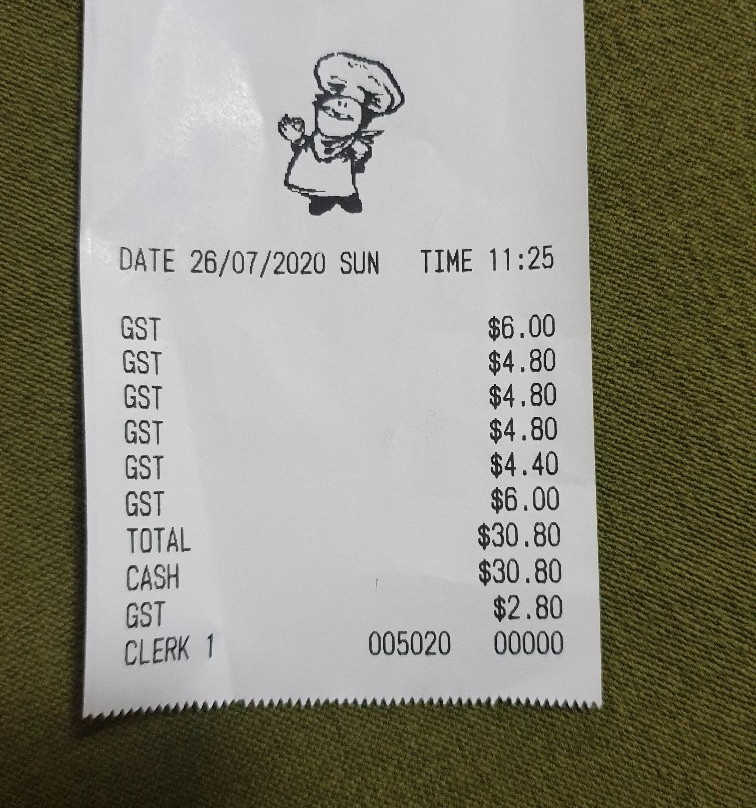 DATE 26/07/2020 SUN TIME 11:25
GST $6.00
GST $4.80
GST $4.80
GST $4.80
GST $4.40
GST $6.00
TOTAL $30.80
CASH $30.80
GST $2.80
CLERK 1 005020 00000